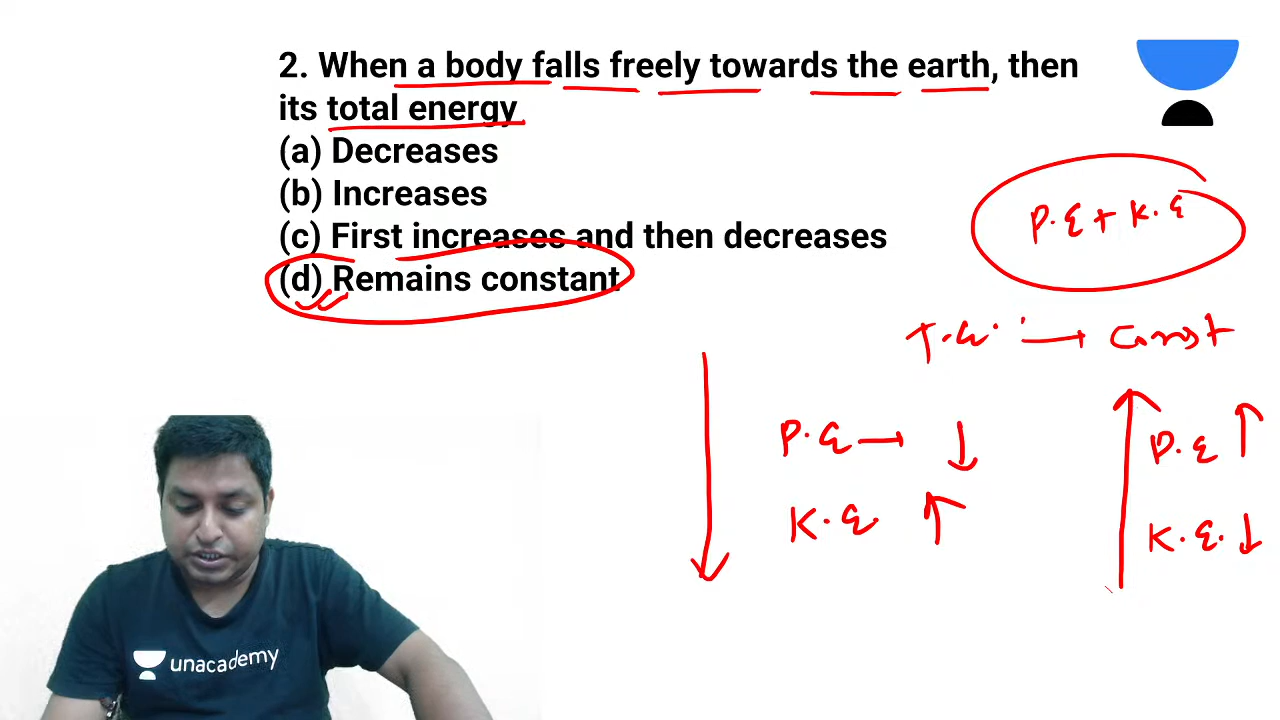 2. When a body falls freely towards the earth, then
its total energy
(a) Decreases
(b) Increases
(c) First increases and then decreases
(d) Remains constant
P.E + K.E
T.E. → Const
P.E → ↓
K.E. ↑
P.E ↑
K.E. ↓
unacademy